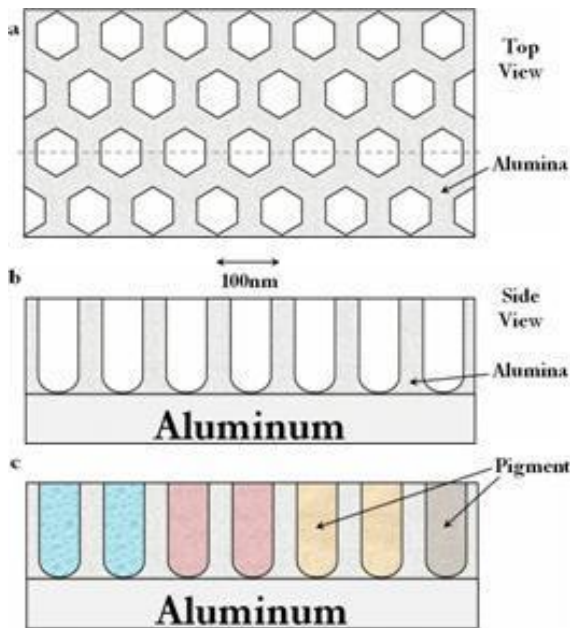 a
Top
View
Alumina
100nm
b
Side
View
Alumina
Aluminum
c
Pigment
Aluminum